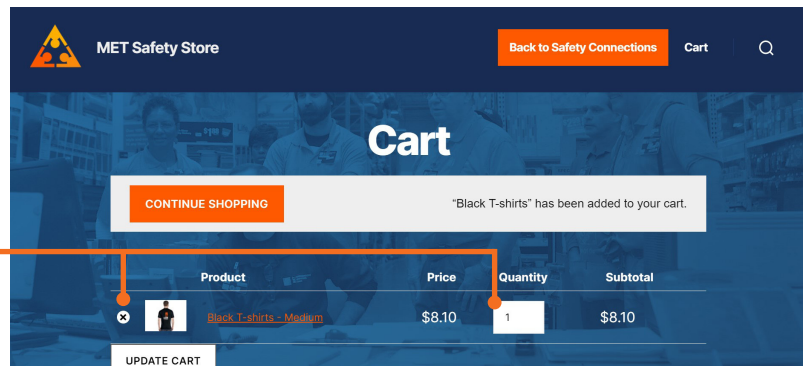 MET Safety Store
Back to Safety Connections
Cart
Cart
CONTINUE SHOPPING
“Black T-shirts” has been added to your cart.
Product Price Quantity Subtotal
Black T-shirts - Medium $8.10 1 $8.10
UPDATE CART